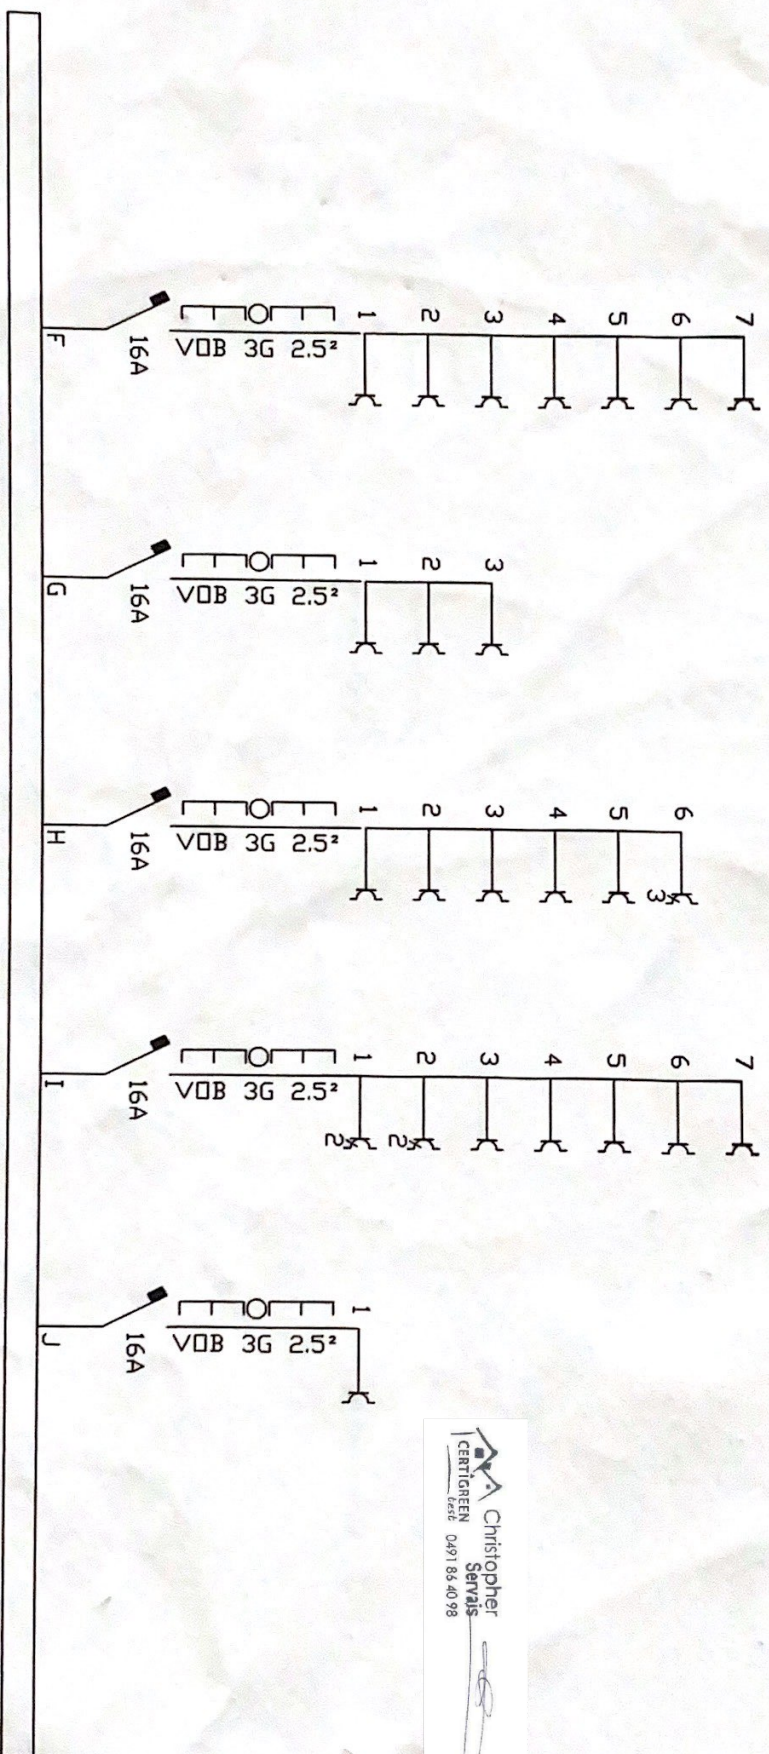 F
16A
VOB 3G 2.5²
1 2 3 4 5 6 7
G
16A
VOB 3G 2.5²
1 2 3
H
16A
VOB 3G 2.5²
1 2 3 4 5 6
3x
I
16A
VOB 3G 2.5²
1 2 3 4 5 6 7
2x 2x
J
16A
VOB 3G 2.5²
1
Christopher
Servais
CERTIGREEN
test 0491 86 40 98